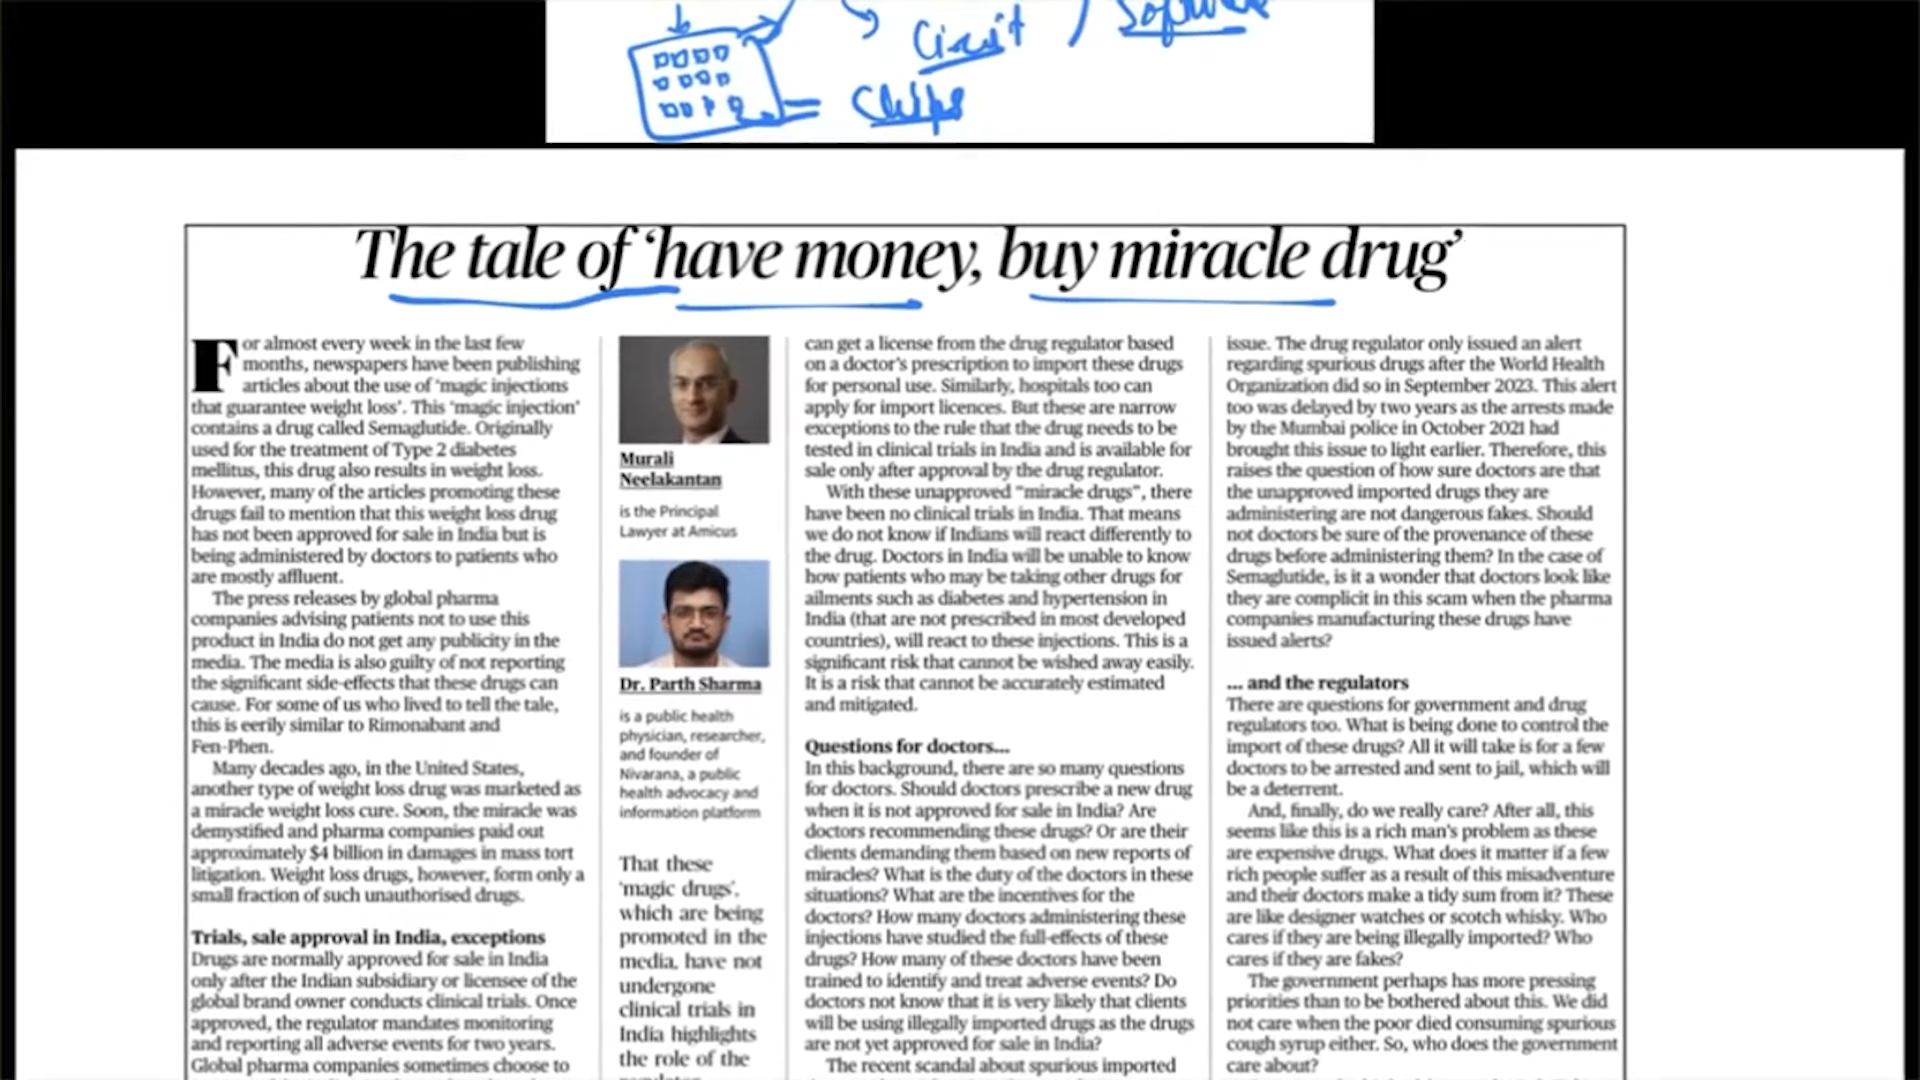 Circuit / Software
Chips
The tale of ‘have money, buy miracle drug’
For almost every week in the last few
months, newspapers have been publishing
articles about the use of ‘magic injections
that guarantee weight loss’. This ‘magic injection’
contains a drug called Semaglutide. Originally
used for the treatment of Type 2 diabetes
mellitus, this drug also results in weight loss.
However, many of the articles promoting these
drugs fail to mention that this weight loss drug
has not been approved for sale in India but is
being administered by doctors to patients who
are mostly affluent.
The press releases by global pharma
companies advising patients not to use this
product in India do not get any publicity in the
media. The media is also guilty of not reporting
the significant side-effects that these drugs can
cause. For some of us who lived to tell the tale,
this is eerily similar to Rimonabant and
Fen-Phen.
Many decades ago, in the United States,
another type of weight loss drug was marketed as
a miracle weight loss cure. Soon, the miracle was
demystified and pharma companies paid out
approximately $4 billion in damages in mass tort
litigation. Weight loss drugs, however, form only a
small fraction of such unauthorised drugs.
Trials, sale approval in India, exceptions
Drugs are normally approved for sale in India
only after the Indian subsidiary or licensee of the
global brand owner conducts clinical trials. Once
approved, the regulator mandates monitoring
and reporting all adverse events for two years.
Global pharma companies sometimes choose to
Murali
Neelakantan
is the Principal
Lawyer at Amicus
Dr. Parth Sharma
is a public health
physician, researcher,
and founder of
Nivarana, a public
health advocacy and
information platform
That these
‘magic drugs’,
which are being
promoted in the
media, have not
undergone
clinical trials in
India highlights
the role of the
can get a license from the drug regulator based
on a doctor’s prescription to import these drugs
for personal use. Similarly, hospitals too can
apply for import licences. But these are narrow
exceptions to the rule that the drug needs to be
tested in clinical trials in India and is available for
sale only after approval by the drug regulator.
With these unapproved “miracle drugs”, there
have been no clinical trials in India. That means
we do not know if Indians will react differently to
the drug. Doctors in India will be unable to know
how patients who may be taking other drugs for
ailments such as diabetes and hypertension in
India (that are not prescribed in most developed
countries), will react to these injections. This is a
significant risk that cannot be wished away easily.
It is a risk that cannot be accurately estimated
and mitigated.
Questions for doctors...
In this background, there are so many questions
for doctors. Should doctors prescribe a new drug
when it is not approved for sale in India? Are
doctors recommending these drugs? Or are their
clients demanding them based on new reports of
miracles? What is the duty of the doctors in these
situations? What are the incentives for the
doctors? How many doctors administering these
injections have studied the full-effects of these
drugs? How many of these doctors have been
trained to identify and treat adverse events? Do
doctors not know that it is very likely that clients
will be using illegally imported drugs as the drugs
are not yet approved for sale in India?
The recent scandal about spurious imported
issue. The drug regulator only issued an alert
regarding spurious drugs after the World Health
Organization did so in September 2023. This alert
too was delayed by two years as the arrests made
by the Mumbai police in October 2021 had
brought this issue to light earlier. Therefore, this
raises the question of how sure doctors are that
the unapproved imported drugs they are
administering are not dangerous fakes. Should
not doctors be sure of the provenance of these
drugs before administering them? In the case of
Semaglutide, is it a wonder that doctors look like
they are complicit in this scam when the pharma
companies manufacturing these drugs have
issued alerts?
... and the regulators
There are questions for government and drug
regulators too. What is being done to control the
import of these drugs? All it will take is for a few
doctors to be arrested and sent to jail, which will
be a deterrent.
And, finally, do we really care? After all, this
seems like this is a rich man’s problem as these
are expensive drugs. What does it matter if a few
rich people suffer as a result of this misadventure
and their doctors make a tidy sum from it? These
are like designer watches or scotch whisky. Who
cares if they are being illegally imported? Who
cares if they are fakes?
The government perhaps has more pressing
priorities than to be bothered about this. We did
not care when the poor died consuming spurious
cough syrup either. So, who does the government
care about?